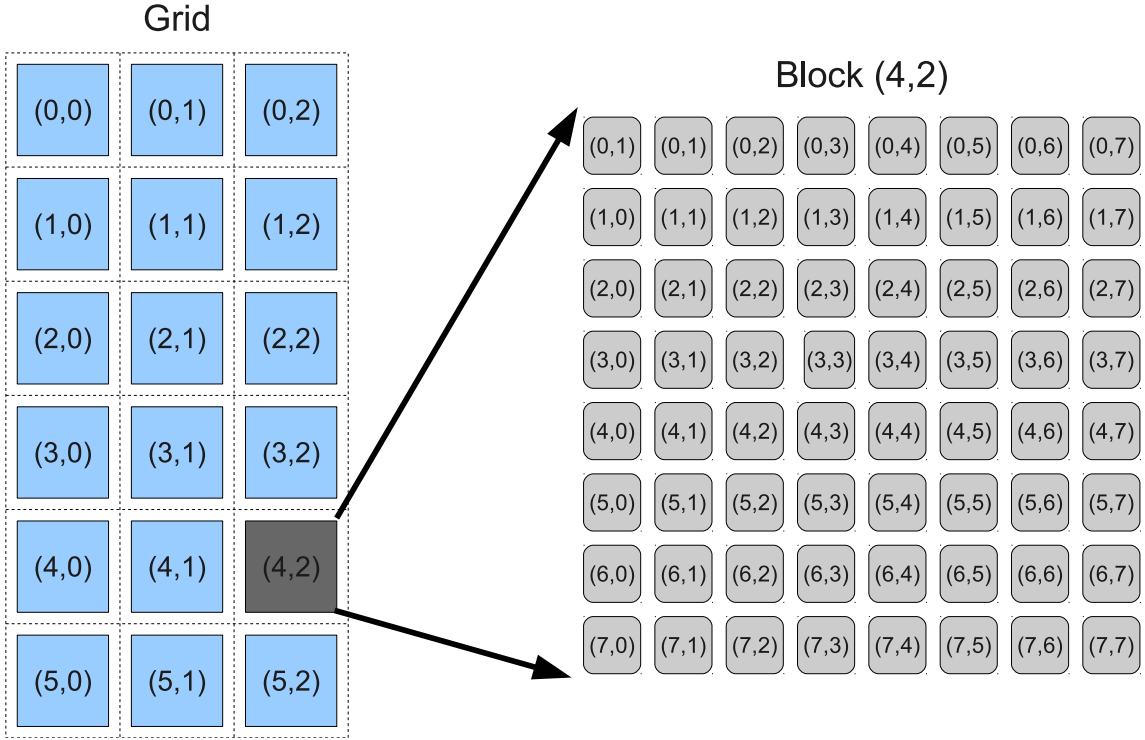 Grid
Block (4,2)
(0,0) (0,1) (0,2)
(1,0) (1,1) (1,2)
(2,0) (2,1) (2,2)
(3,0) (3,1) (3,2)
(4,0) (4,1) (4,2)
(5,0) (5,1) (5,2)
(0,1) (0,1) (0,2) (0,3) (0,4) (0,5) (0,6) (0,7)
(1,0) (1,1) (1,2) (1,3) (1,4) (1,5) (1,6) (1,7)
(2,0) (2,1) (2,2) (2,3) (2,4) (2,5) (2,6) (2,7)
(3,0) (3,1) (3,2) (3,3) (3,4) (3,5) (3,6) (3,7)
(4,0) (4,1) (4,2) (4,3) (4,4) (4,5) (4,6) (4,7)
(5,0) (5,1) (5,2) (5,3) (5,4) (5,5) (5,6) (5,7)
(6,0) (6,1) (6,2) (6,3) (6,4) (6,5) (6,6) (6,7)
(7,0) (7,1) (7,2) (7,3) (7,4) (7,5) (7,6) (7,7)